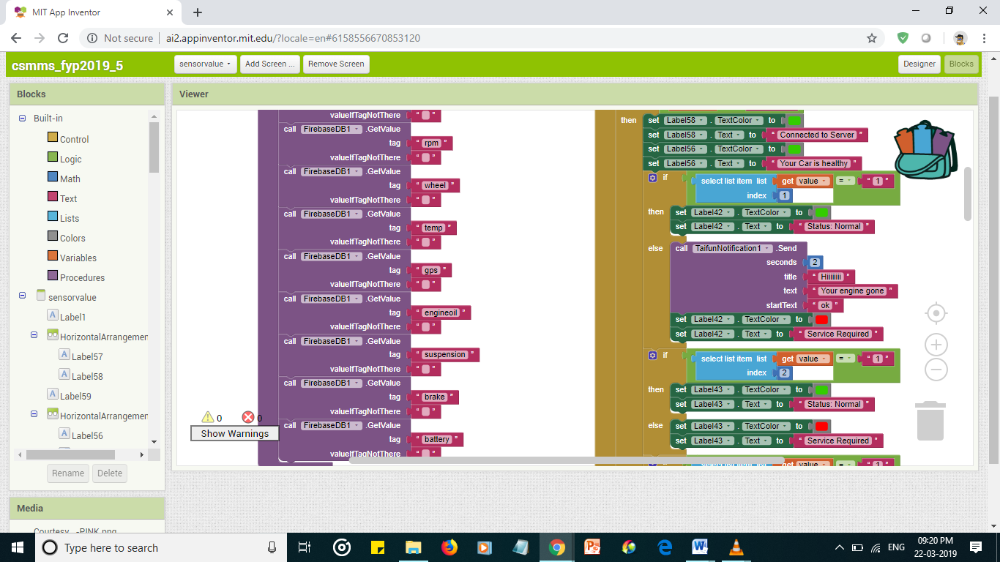 MIT App Inventor
Not secure | ai2.appinventor.mit.edu/?locale=en#6158556670853120
csmms_fyp2019_5
sensorvalue
Add Screen ...
Remove Screen
Designer
Blocks
Blocks
Built-in
Control
Logic
Math
Text
Lists
Colors
Variables
Procedures
sensorvalue
Label1
HorizontalArrangemen
Label57
Label58
Label59
HorizontalArrangemen
Label56
Rename
Delete
Media
Courtesy_-PINK.png
Viewer
valueIfTagNotThere " "
call FirebaseDB1 .GetValue
tag " rpm "
valueIfTagNotThere " "
call FirebaseDB1 .GetValue
tag " wheel "
valueIfTagNotThere " "
call FirebaseDB1 .GetValue
tag " temp "
valueIfTagNotThere " "
call FirebaseDB1 .GetValue
tag " gps "
valueIfTagNotThere " "
call FirebaseDB1 .GetValue
tag " engineoil "
valueIfTagNotThere " "
call FirebaseDB1 .GetValue
tag " suspension "
valueIfTagNotThere " "
call FirebaseDB1 .GetValue
tag " brake "
valueIfTagNotThere " "
call FirebaseDB1 .GetValue
tag " battery "
valueIfTagNotThere " "
0 0
Show Warnings
then set Label58 . TextColor to
set Label58 . Text to " Connected to Server "
set Label56 . TextColor to
set Label56 . Text to " Your Car is healthy "
if select list item list get value = " 1 "
index 1
then set Label42 . TextColor to
set Label42 . Text to " Status: Normal "
else call TaifunNotification1 .Send
seconds 2
title " Hiiiiiiii "
text " Your engine gone "
startText " ok "
set Label42 . TextColor to
set Label42 . Text to " Service Required "
if select list item list get value = " 1 "
index 2
then set Label43 . TextColor to
set Label43 . Text to " Status: Normal "
else set Label43 . TextColor to
set Label43 . Text to " Service Required "
if select list item list get value = " 1 "
Type here to search
ENG
09:20 PM
22-03-2019